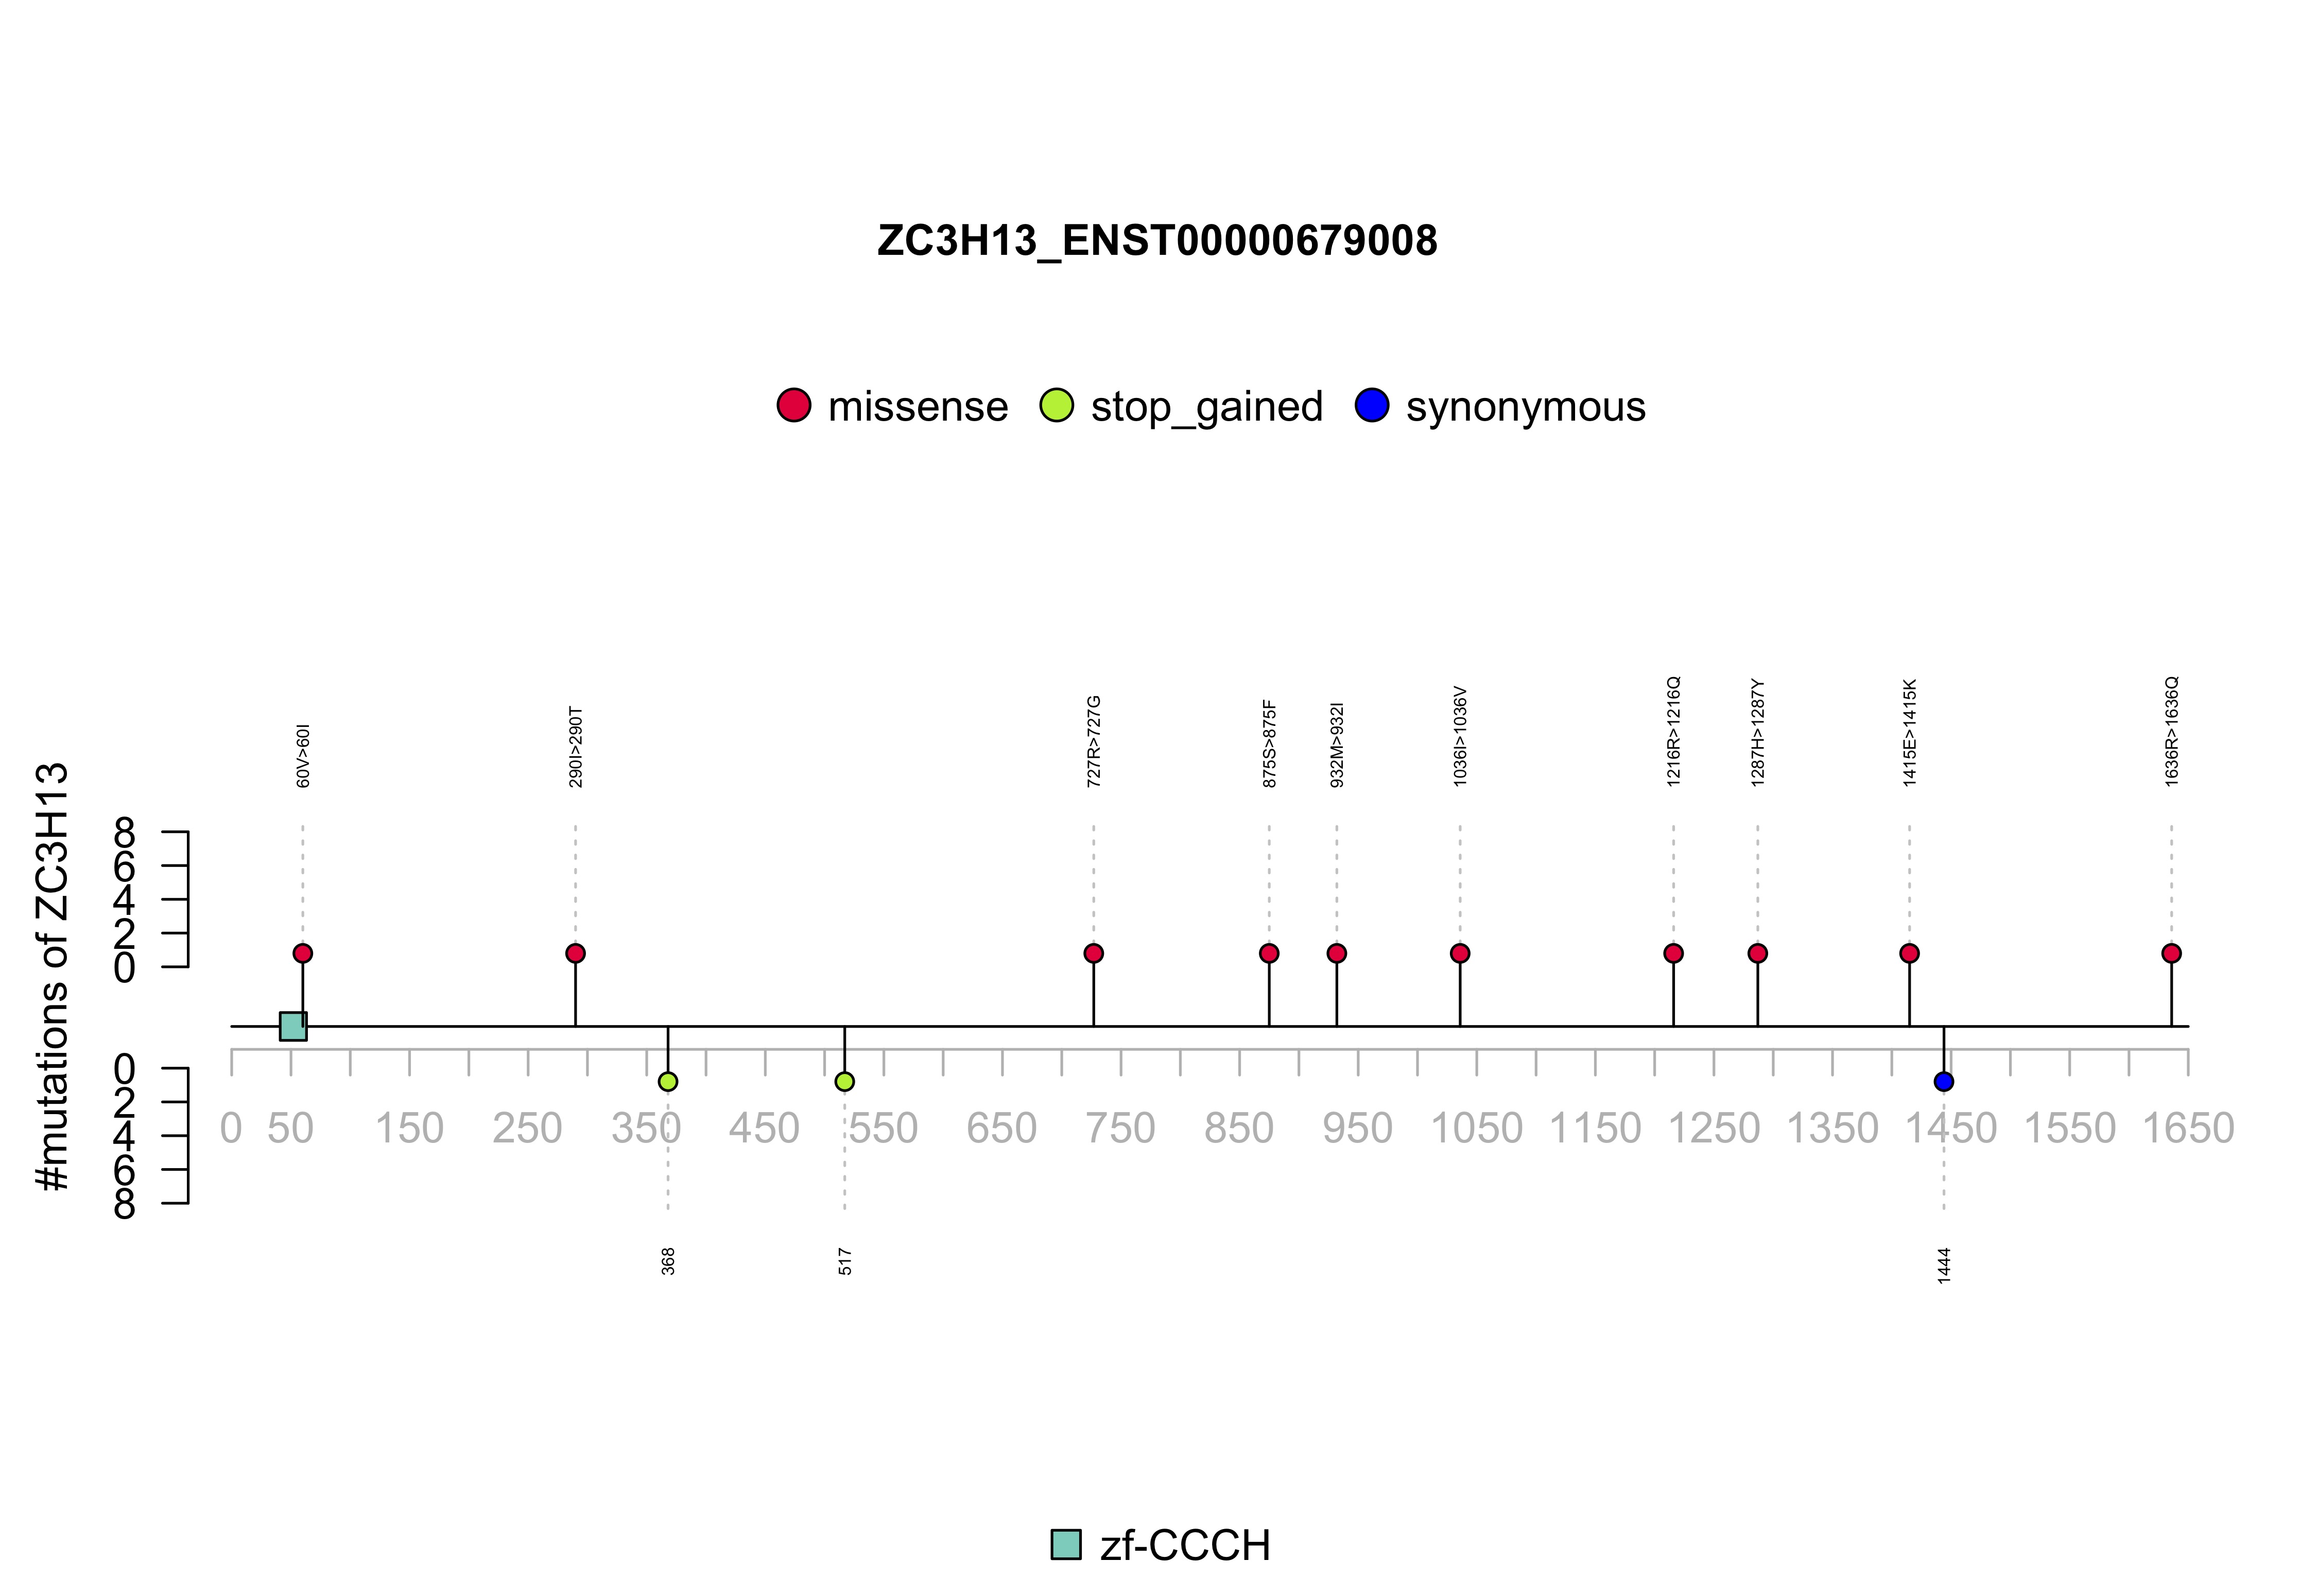 ZC3H13_ENST00000679008
missense stop_gained synonymous
60V>60I
290I>290T
727R>727G
875S>875F
932M>932I
1036I>1036V
1216R>1216Q
1287H>1287Y
1415E>1415K
1636R>1636Q
#mutations of ZC3H13
8
6
4
2
0
0
2
4
6
8
0 50 150 250 350 450 550 650 750 850 950 1050 1150 1250 1350 1450 1550 1650
368
517
1444
zf-CCCH